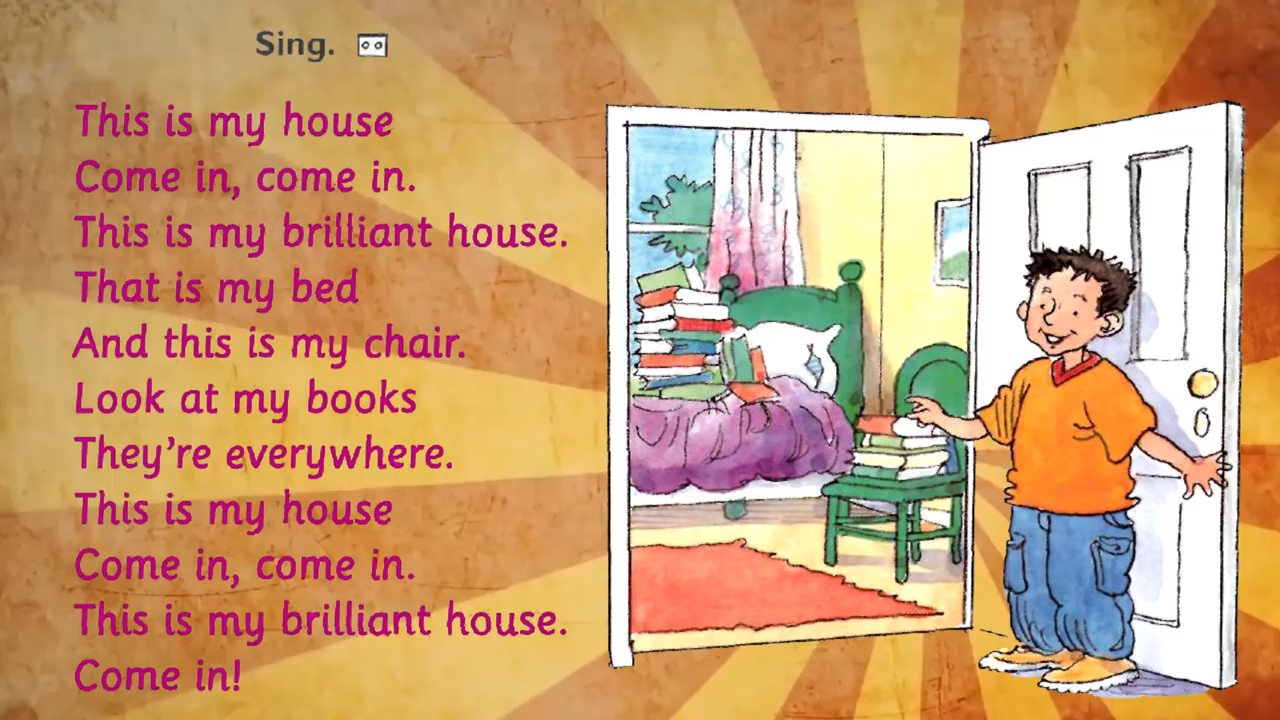 Sing.
This is my house
Come in, come in.
This is my brilliant house.
That is my bed
And this is my chair.
Look at my books
They’re everywhere.
This is my house
Come in, come in.
This is my brilliant house.
Come in!